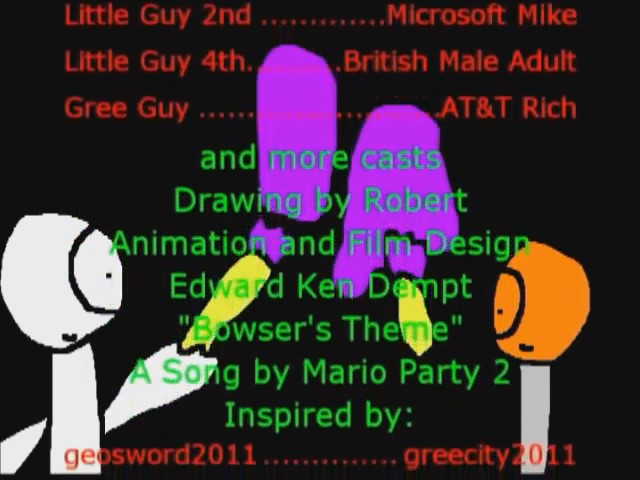 Little Guy 2nd .............Microsoft Mike
Little Guy 4th..........British Male Adult
Gree Guy .........................AT&T Rich
and more casts
Drawing by Robert
Animation and Film Design
Edward Ken Dempt
"Bowser's Theme"
A Song by Mario Party 2
Inspired by:
geosword2011.............. greecity2011